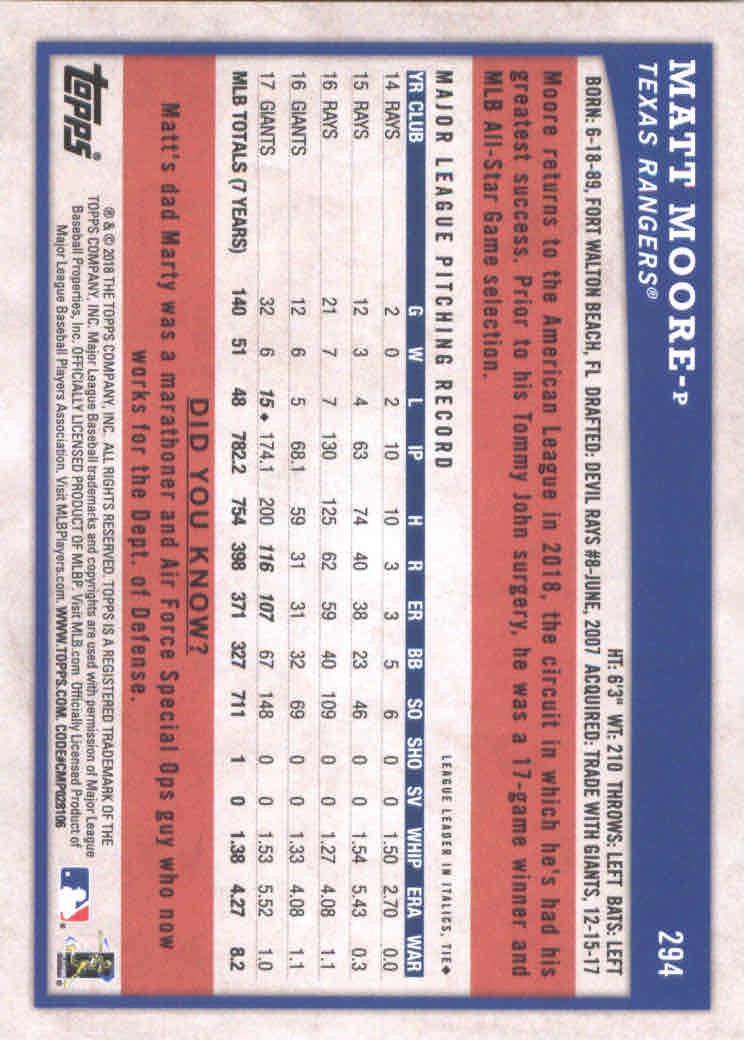 MATT MOORE-P
294
TEXAS RANGERS®
HT: 6'3" WT: 210 THROWS: LEFT BATS: LEFT
BORN: 6-18-89, FORT WALTON BEACH, FL DRAFTED: DEVIL RAYS #8-JUNE, 2007 ACQUIRED: TRADE WITH GIANTS, 12-15-17
Moore returns to the American League in 2018, the circuit in which he's had his
greatest success. Prior to his Tommy John surgery, he was a 17-game winner and
MLB All-Star Game selection.
MAJOR LEAGUE PITCHING RECORD
LEAGUE LEADER IN ITALICS, TIE◆
YR CLUB G W L IP H R ER BB SO SHO SV WHIP ERA WAR
14 RAYS 2 0 2 10 10 3 3 5 6 0 0 1.50 2.70 0.0
15 RAYS 12 3 4 63 74 40 38 23 46 0 0 1.54 5.43 0.3
16 RAYS 21 7 7 130 125 62 59 40 109 0 0 1.27 4.08 1.1
16 GIANTS 12 6 5 68.1 59 31 31 32 69 0 0 1.33 4.08 1.1
17 GIANTS 32 6 15◆ 174.1 200 116 107 67 148 0 0 1.53 5.52 1.0
MLB TOTALS (7 YEARS) 140 51 48 782.2 754 398 371 327 711 1 0 1.38 4.27 8.2
DID YOU KNOW?
Matt's dad Marty was a marathoner and Air Force Special Ops guy who now
works for the Dept. of Defense.
topps®
® & © 2018 THE TOPPS COMPANY, INC. ALL RIGHTS RESERVED. TOPPS IS A REGISTERED TRADEMARK OF THE
TOPPS COMPANY, INC. Major League Baseball trademarks and copyrights are used with permission of Major League
Baseball Properties, Inc. OFFICIALLY LICENSED PRODUCT OF MLBP. Visit MLB.com. Officially Licensed Product of
Major League Baseball Players Association. Visit MLBPlayers.com. WWW.TOPPS.COM. CODE#CMP028106